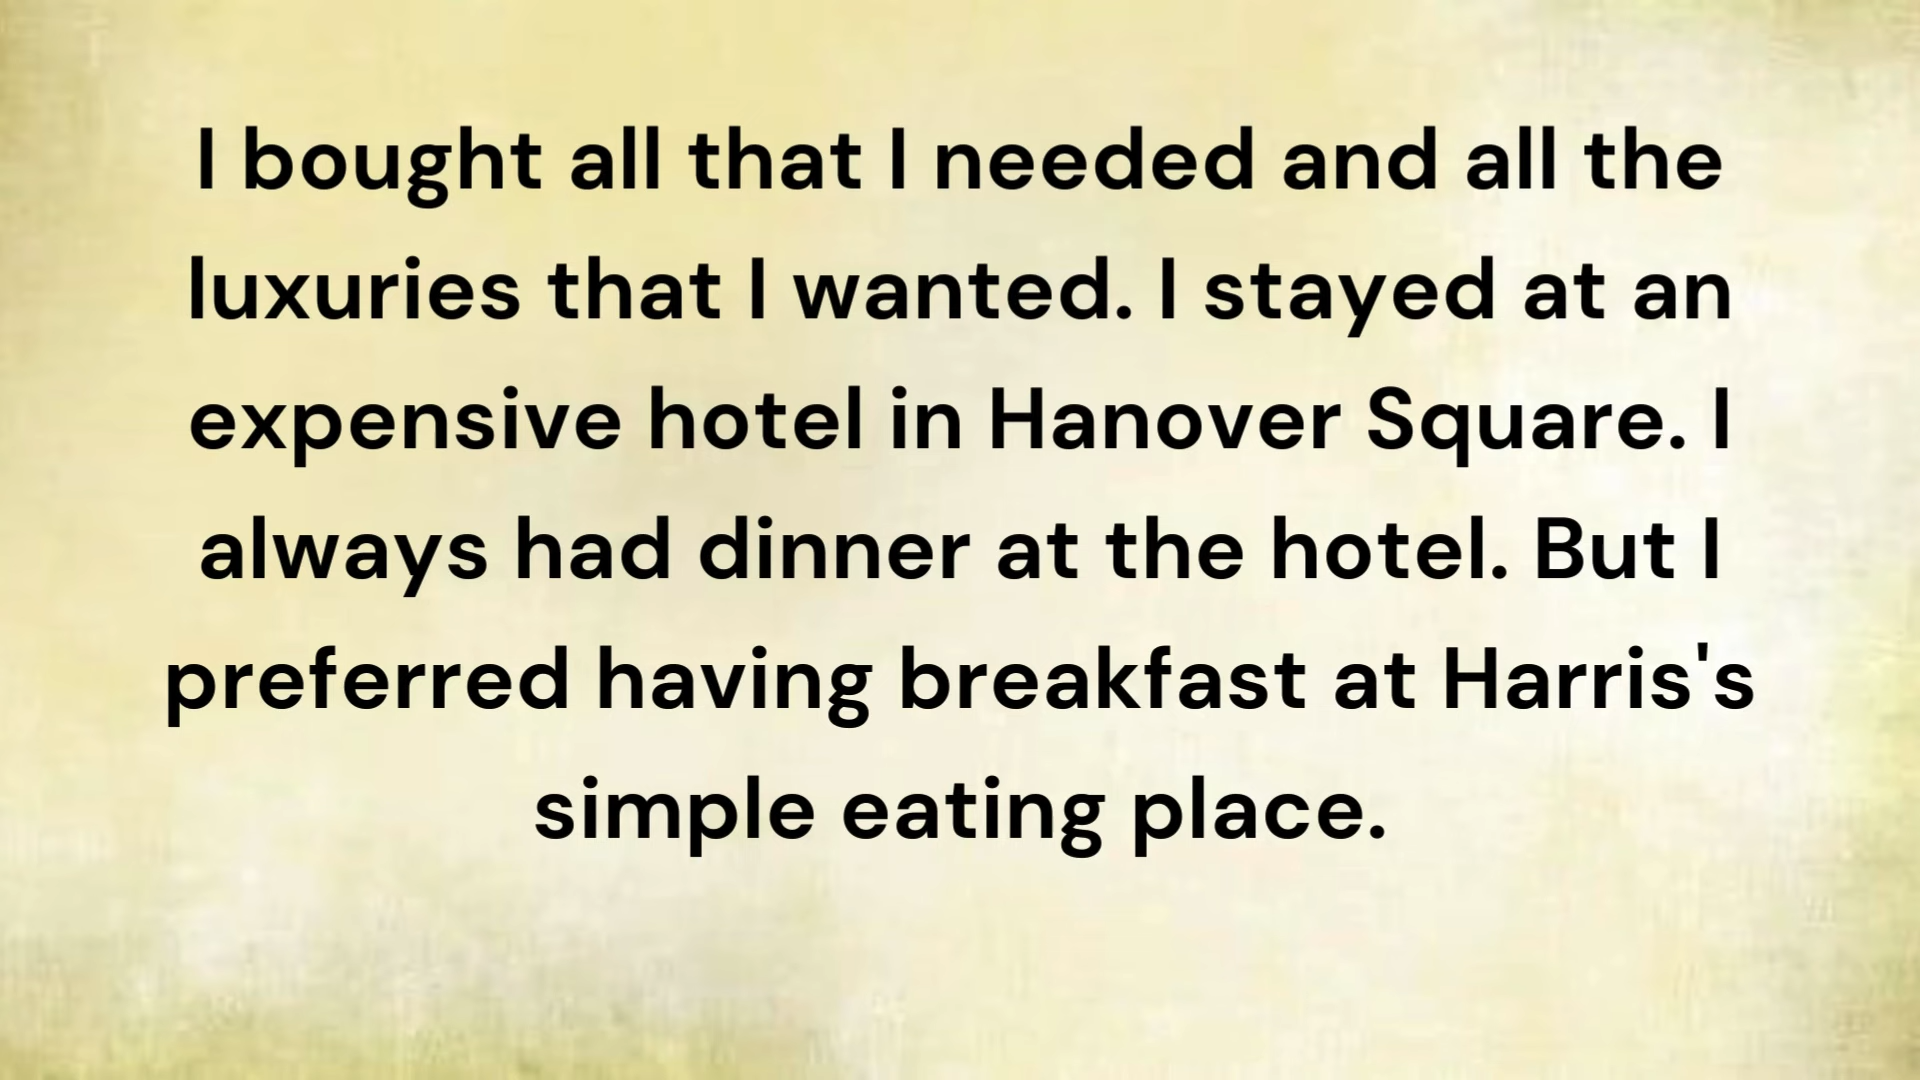 I bought all that I needed and all the
luxuries that I wanted. I stayed at an
expensive hotel in Hanover Square. I
always had dinner at the hotel. But I
preferred having breakfast at Harris's
simple eating place.